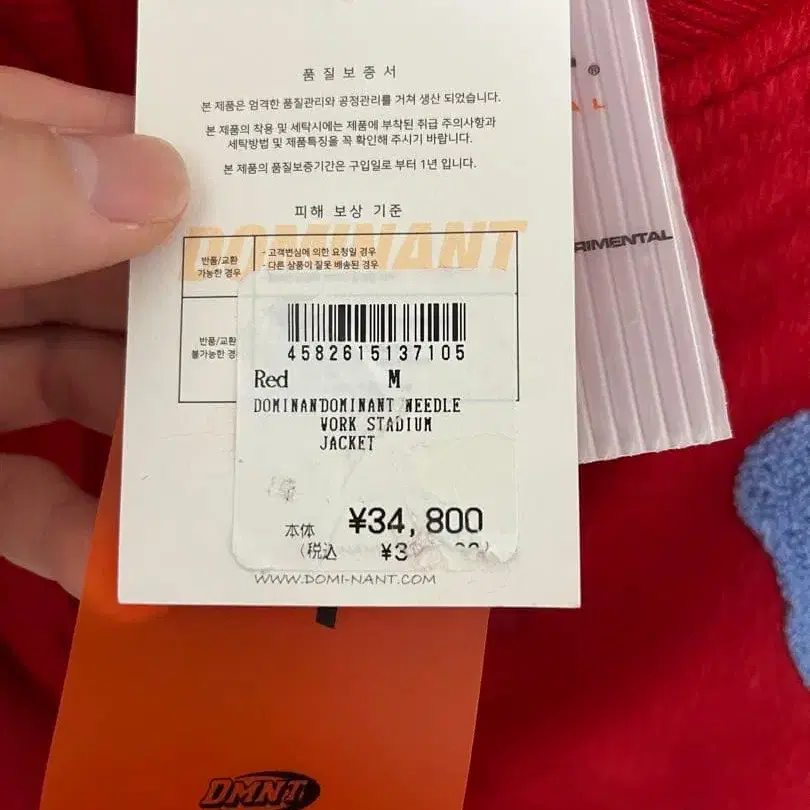 품질보증서
본 제품은 엄격한 품질관리와 공정관리를 거쳐 생산 되었습니다.
본 제품의 착용 및 세탁시에는 제품에 부착된 취급 주의사항과
세탁방법 및 제품특징을 꼭 확인해 주시기 바랍니다.
본 제품의 품질보증기간은 구입일로 부터 1년 입니다.
피해 보상 기준
DOMINANT
반품/교환
가능한 경우
- 고객변심에 의한 요청일 경우
- 다른 상품이 잘못 배송된 경우
반품/교환
불가능한
4582615137105
Red M
DOMINANDOMINANT NEEDLE
WORK STADIUM
JACKET
本体 ¥34,800
(税込 ¥3
WWW.DOMI-NANT.COM
DMNT
®
AL
RIMENTAL